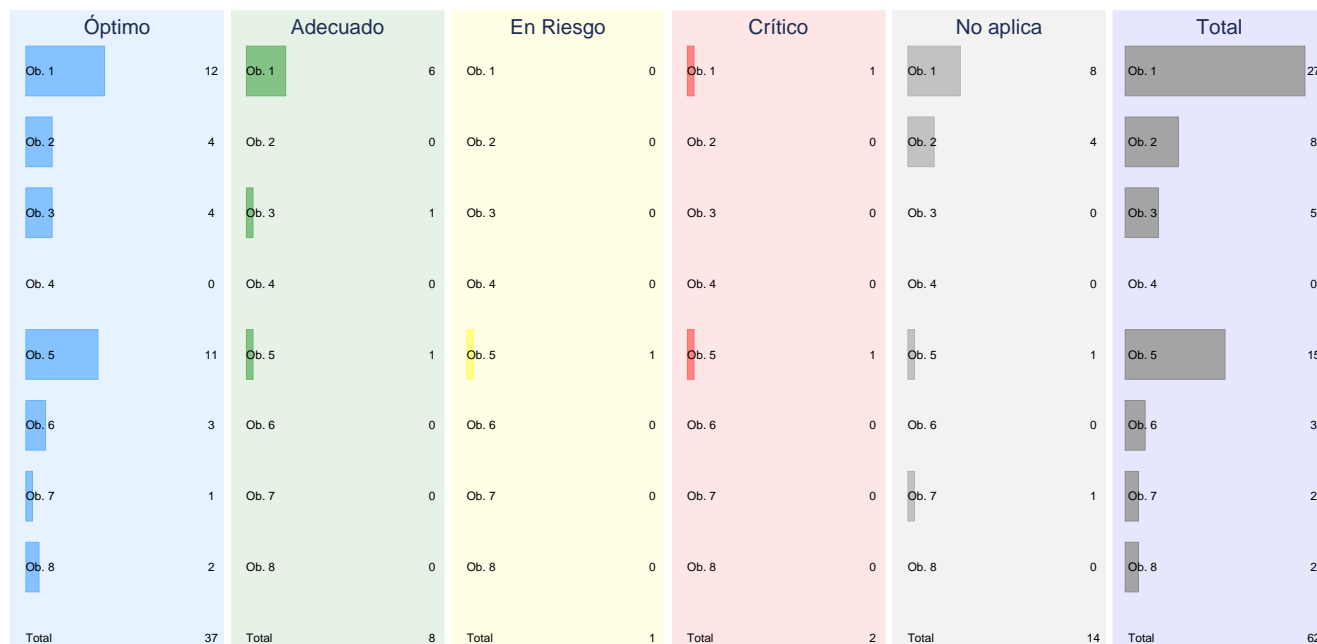 Óptimo Adecuado En Riesgo Crítico No aplica Total
Ob. 1 12 Ob. 1 6 Ob. 1 0 Ob. 1 1 Ob. 1 8 Ob. 1 27
Ob. 2 4 Ob. 2 0 Ob. 2 0 Ob. 2 0 Ob. 2 4 Ob. 2 8
Ob. 3 4 Ob. 3 1 Ob. 3 0 Ob. 3 0 Ob. 3 0 Ob. 3 5
Ob. 4 0 Ob. 4 0 Ob. 4 0 Ob. 4 0 Ob. 4 0 Ob. 4 0
Ob. 5 11 Ob. 5 1 Ob. 5 1 Ob. 5 1 Ob. 5 1 Ob. 5 15
Ob. 6 3 Ob. 6 0 Ob. 6 0 Ob. 6 0 Ob. 6 0 Ob. 6 3
Ob. 7 1 Ob. 7 0 Ob. 7 0 Ob. 7 0 Ob. 7 1 Ob. 7 2
Ob. 8 2 Ob. 8 0 Ob. 8 0 Ob. 8 0 Ob. 8 0 Ob. 8 2
Total 37 Total 8 Total 1 Total 2 Total 14 Total 62